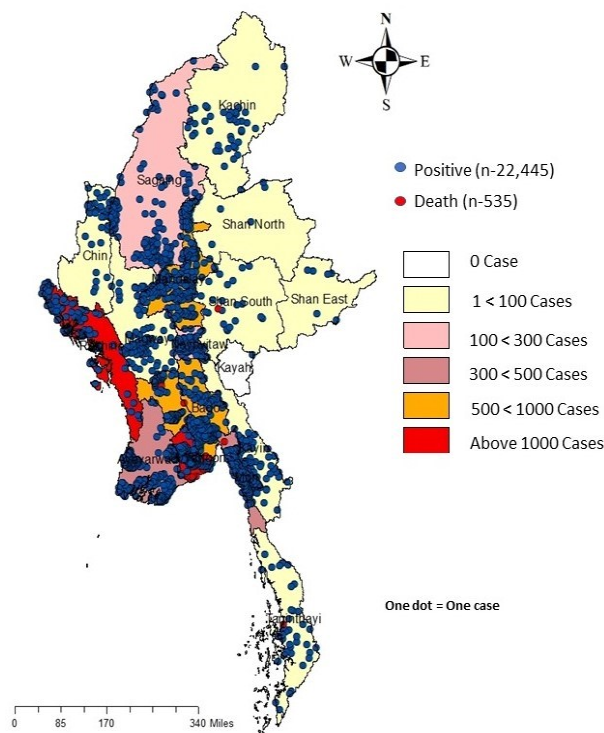 N
W E
S
Kachin
Positive (n-22,445)
Sagaing
Death (n-535)
Shan North
Chin
0 Case
Shan South
Shan East
1 < 100 Cases
100 < 300 Cases
Kayah
300 < 500 Cases
Bago
500 < 1000 Cases
Above 1000 Cases
One dot = One case
0 85 170 340 Miles